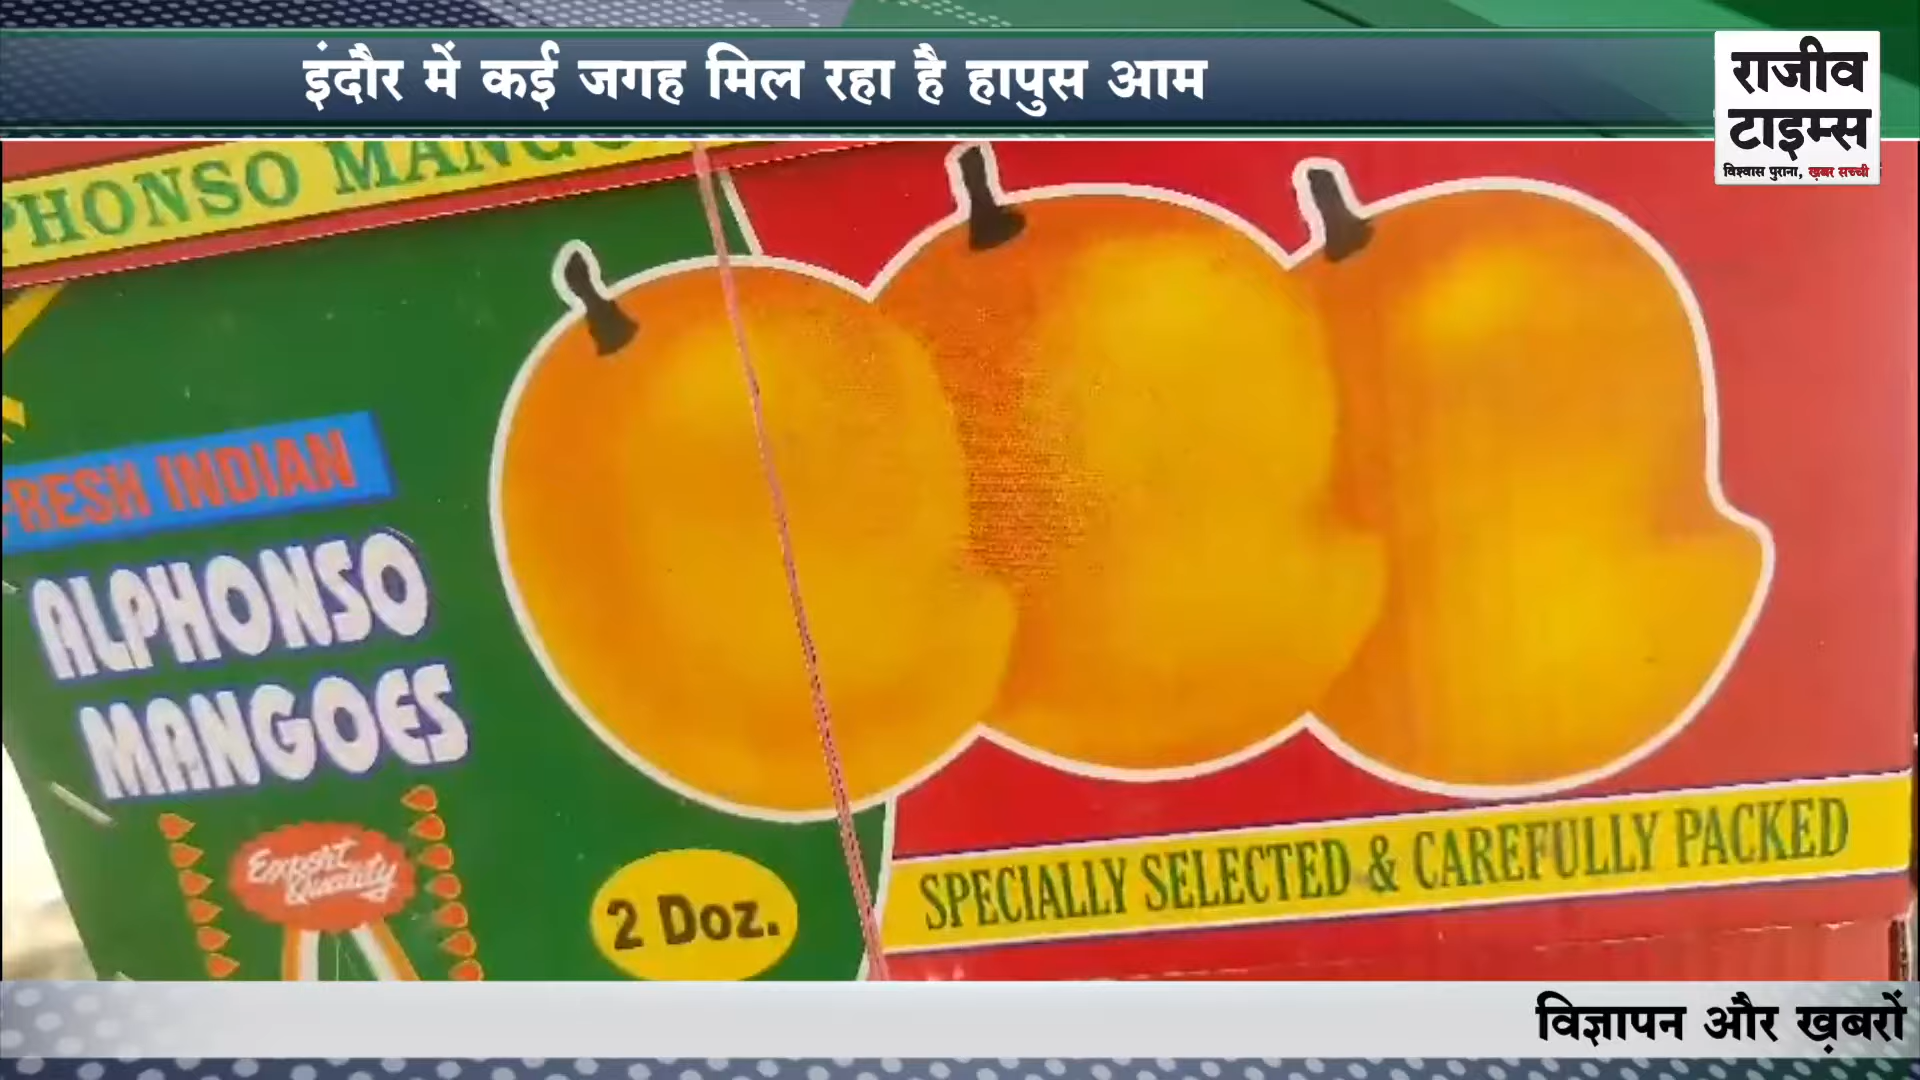 इंदौर में कई जगह मिल रहा है हापुस आम
राजीव
टाइम्स
विश्वास पुराना, ख़बर सच्ची
PHONSO MANGO
FRESH INDIAN
ALPHONSO
MANGOES
Export
Quality
2 Doz.
SPECIALLY SELECTED & CAREFULLY PACKED
विज्ञापन और ख़बरों